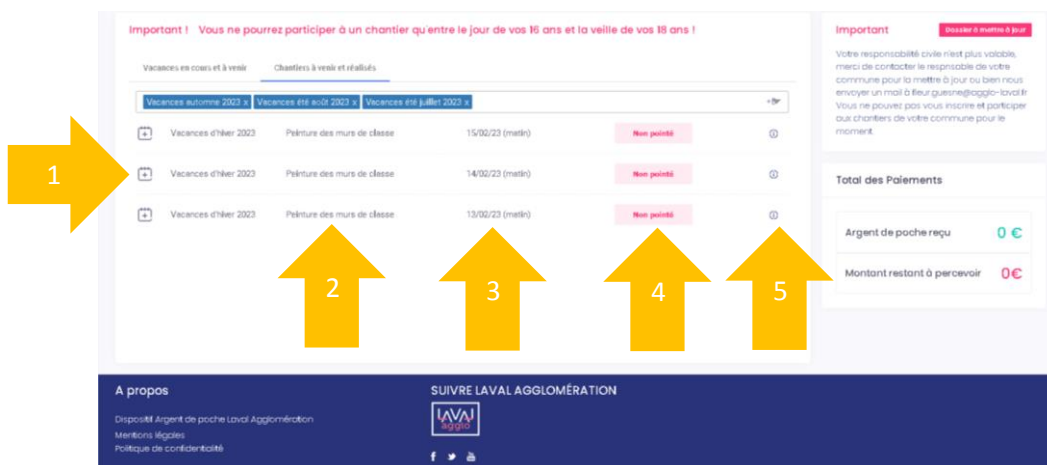 Important ! Vous ne pourrez participer à un chantier qu'entre le jour de vos 16 ans et la veille de vos 18 ans !
Vacances en cours et à venir Chantiers à venir et réalisés
Vacances automne 2023 x Vacances été août 2023 x Vacances été juillet 2023 x
Vacances d'hiver 2023 Peinture des murs de classe 15/02/23 (matin) Non pointé
1
Vacances d'hiver 2023 Peinture des murs de classe 14/02/23 (matin) Non pointé
Vacances d'hiver 2023 Peinture des murs de classe 13/02/23 (matin) Non pointé
2 3 4 5
Important Dossier à mettre à jour
Votre responsabilité civile n'est plus valable,
merci de contacter le respnsable de votre
commune pour la mettre à jour ou bien nous
envoyer un mail à fleur.guesne@agglo-laval.fr
Vous ne pouvez pas vous inscrire et participer
aux chantiers de votre commune pour le
moment.
Total des Paiements
Argent de poche reçu 0 €
Montant restant à percevoir 0€
A propos
Dispositif Argent de poche Laval Agglomération
Mentions légales
Politique de confidentialité
SUIVRE LAVAL AGGLOMÉRATION
LAVAL
agglo